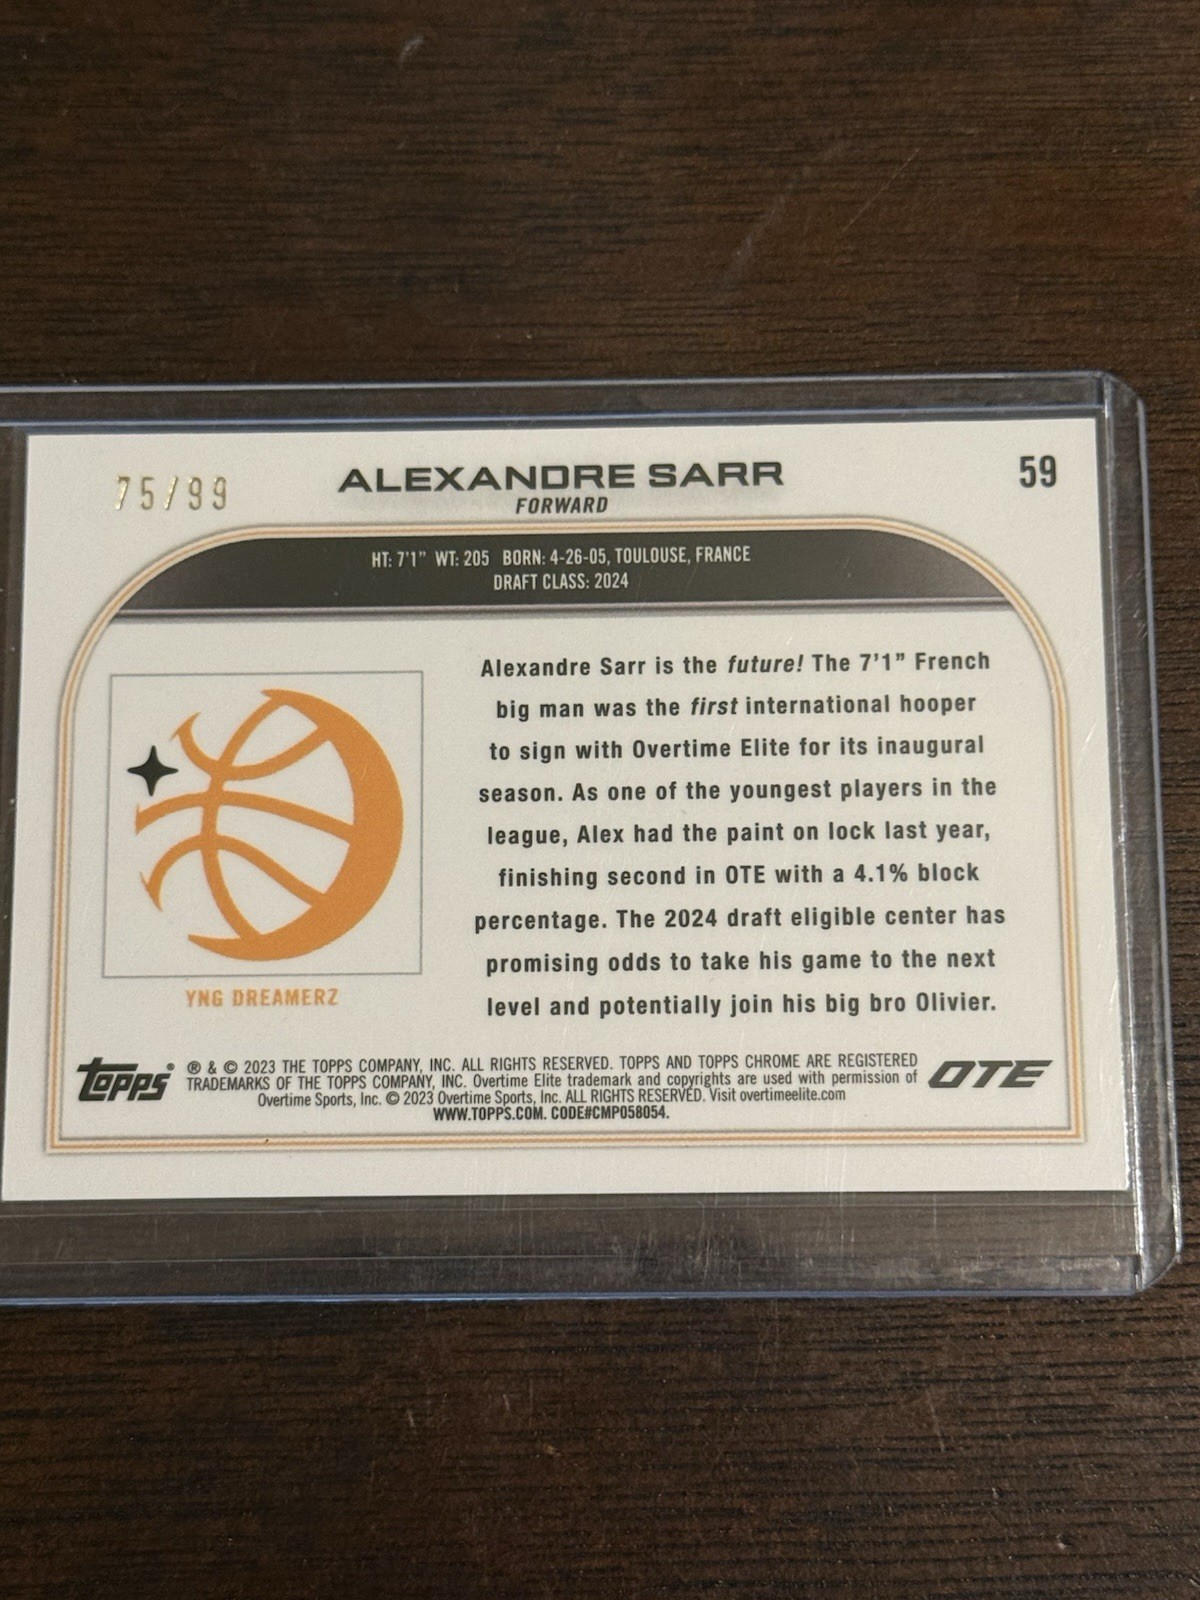 75/99
ALEXANDRE SARR
59
FORWARD
HT: 7'1" WT: 205 BORN: 4-26-05, TOULOUSE, FRANCE
DRAFT CLASS: 2024
Alexandre Sarr is the future! The 7'1” French
big man was the first international hooper
to sign with Overtime Elite for its inaugural
season. As one of the youngest players in the
league, Alex had the paint on lock last year,
finishing second in OTE with a 4.1% block
percentage. The 2024 draft eligible center has
promising odds to take his game to the next
level and potentially join his big bro Olivier.
YNG DREAMERZ
topps®
® & © 2023 THE TOPPS COMPANY, INC. ALL RIGHTS RESERVED. TOPPS AND TOPPS CHROME ARE REGISTERED
TRADEMARKS OF THE TOPPS COMPANY, INC. Overtime Elite trademark and copyrights are used with permission of
Overtime Sports, Inc. © 2023 Overtime Sports, Inc. ALL RIGHTS RESERVED. Visit overtimeelite.com
WWW.TOPPS.COM. CODE#CMP058054.
OTE